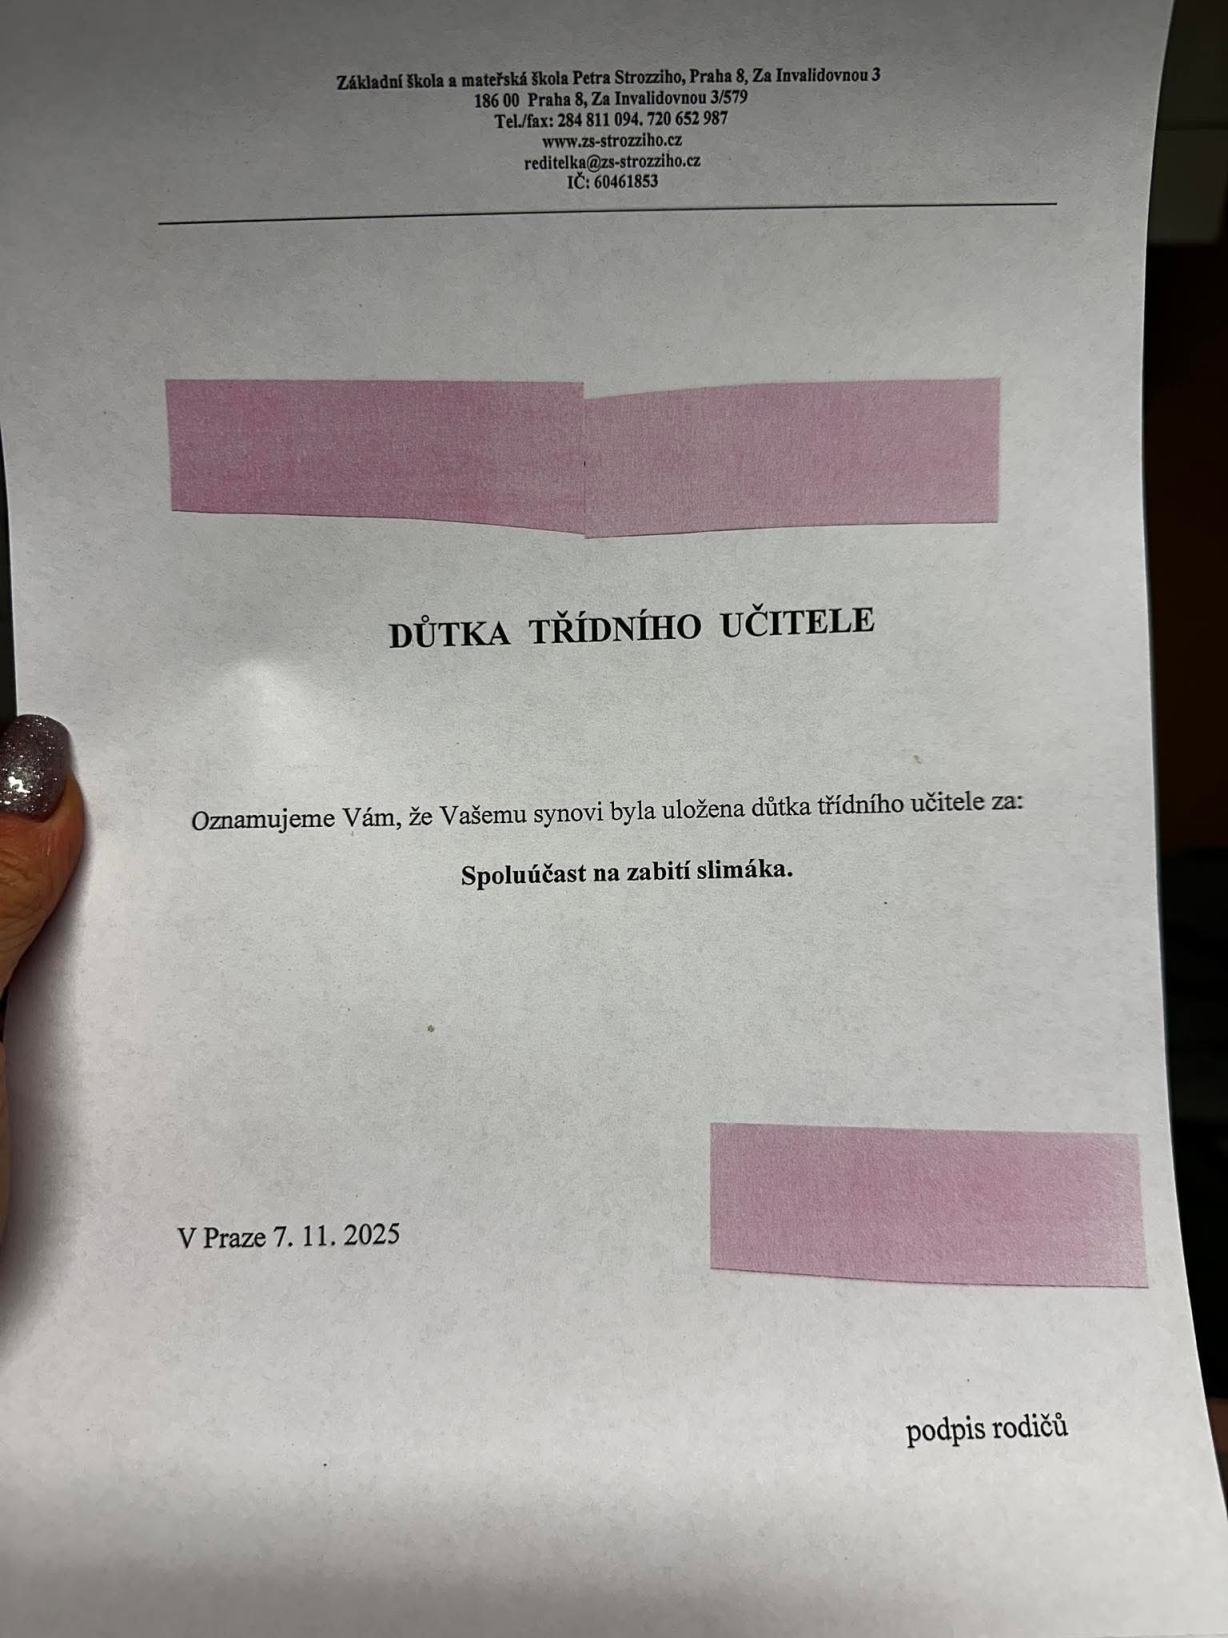 Základní škola a mateřská škola Petra Strozziho, Praha 8, Za Invalidovnou 3
186 00 Praha 8, Za Invalidovnou 3/579
Tel./fax: 284 811 094. 720 652 987
www.zs-strozziho.cz
reditelka@zs-strozziho.cz
IČ: 60461853
DŮTKA TŘÍDNÍHO UČITELE
Oznamujeme Vám, že Vašemu synovi byla uložena důtka třídního učitele za:
Spoluúčast na zabití slimáka.
V Praze 7. 11. 2025
podpis rodičů